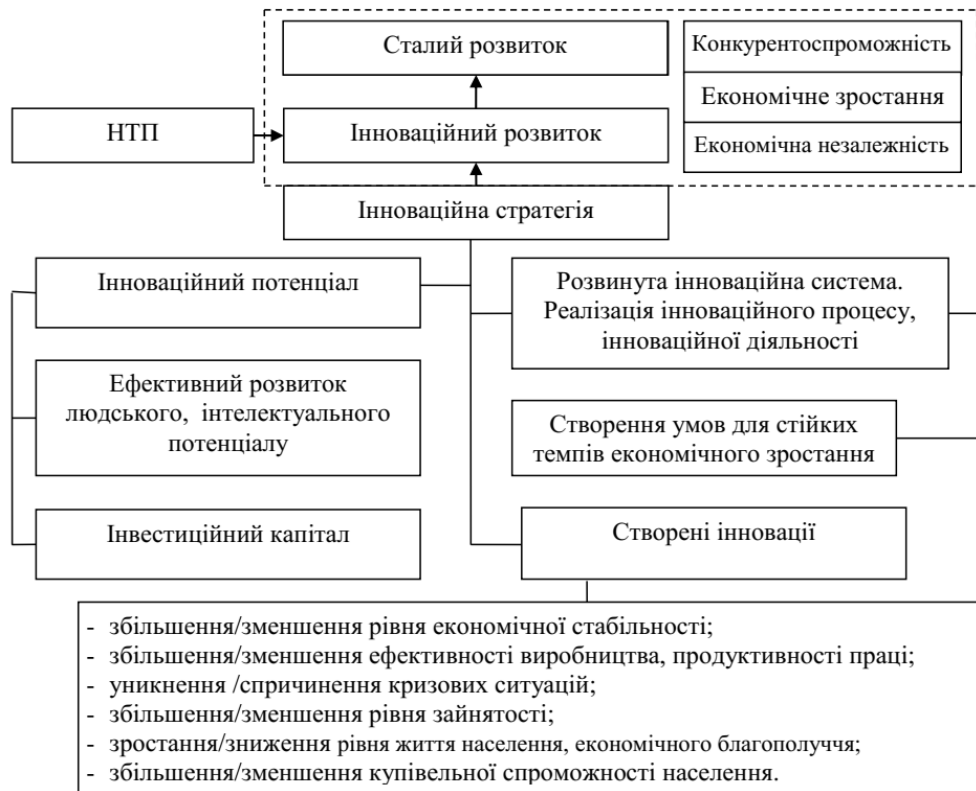 Сталий розвиток
Конкурентоспроможність
Економічне зростання
НТП
Інноваційний розвиток
Економічна незалежність
Інноваційна стратегія
Інноваційний потенціал
Розвинута інноваційна система.
Реалізація інноваційного процесу,
інноваційної діяльності
Ефективний розвиток
людського, інтелектуального
потенціалу
Створення умов для стійких
темпів економічного зростання
Інвестиційний капітал
Створені інновації
- збільшення/зменшення рівня економічної стабільності;
- збільшення/зменшення ефективності виробництва, продуктивності праці;
- уникнення /спричинення кризових ситуацій;
- збільшення/зменшення рівня зайнятості;
- зростання/зниження рівня життя населення, економічного благополуччя;
- збільшення/зменшення купівельної спроможності населення.